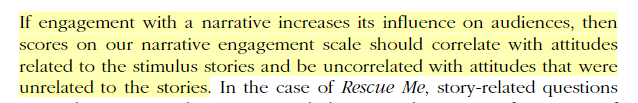 If engagement with a narrative increases its influence on audiences, then
scores on our narrative engagement scale should correlate with attitudes
related to the stimulus stories and be uncorrelated with attitudes that were
unrelated to the stories. In the case of Rescue Me, story-related questions